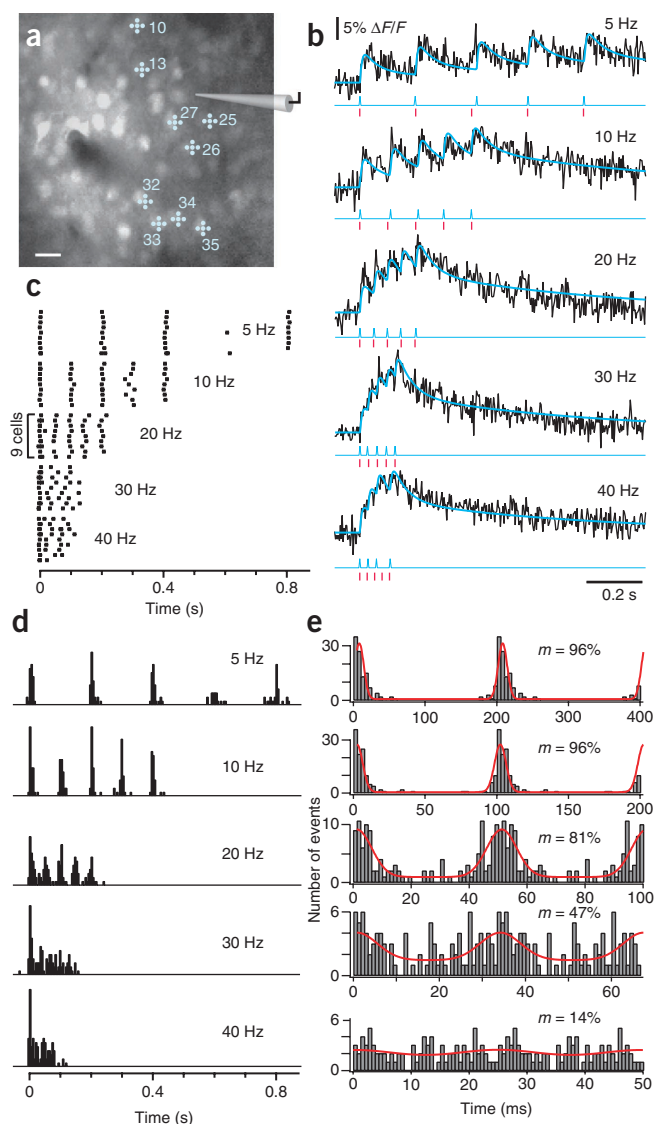 a
10
13
27
25
26
32
34
33
35
b
5% ΔF/F
5 Hz
10 Hz
20 Hz
30 Hz
40 Hz
0.2 s
c
5 Hz
10 Hz
9 cells
20 Hz
30 Hz
40 Hz
0 0.4 0.8
Time (s)
d
5 Hz
10 Hz
20 Hz
30 Hz
40 Hz
0 0.4 0.8
Time (s)
e
Number of events
30
0
m = 96%
0 100 200 300 400
30
0
m = 96%
0 50 100 150 200
10
0
m = 81%
0 20 40 60 80 100
6
0
m = 47%
0 20 40 60
6
0
m = 14%
0 10 20 30 40 50
Time (ms)